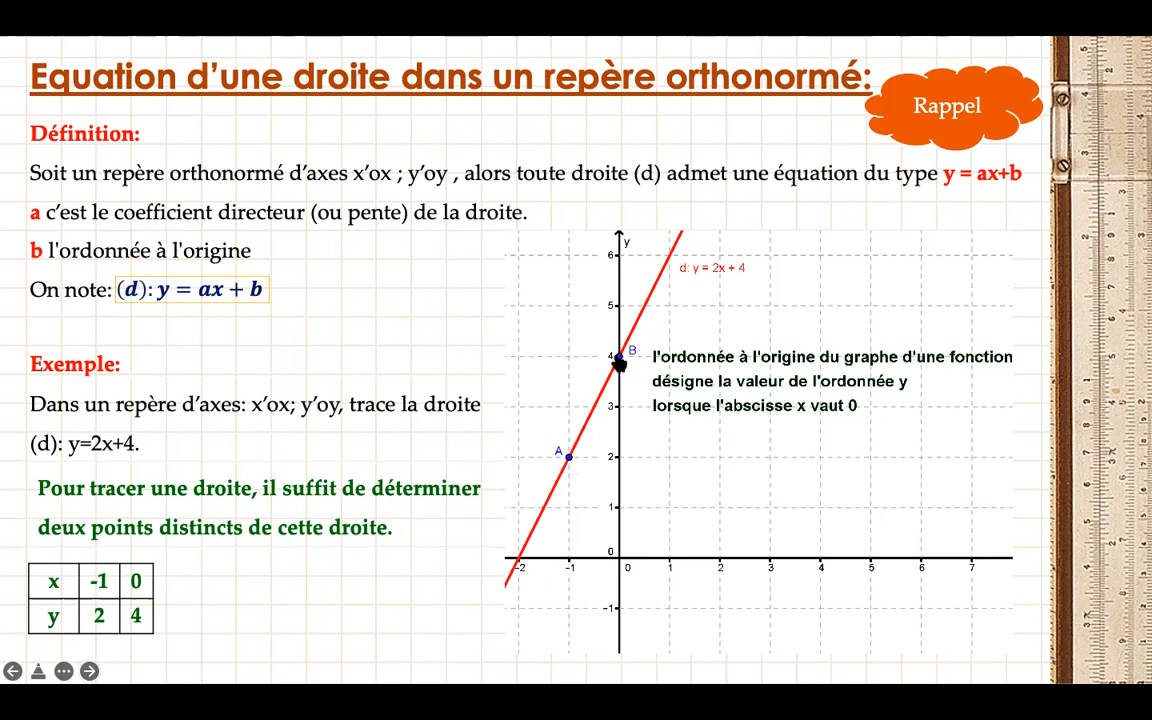 Equation d’une droite dans un repère orthonormé:
Rappel
Définition:
Soit un repère orthonormé d’axes x’ox ; y’oy , alors toute droite (d) admet une équation du type y = ax+b
a c’est le coefficient directeur (ou pente) de la droite.
b l'ordonnée à l'origine
On note: (d): y = ax + b
Exemple:
Dans un repère d’axes: x’ox; y’oy, trace la droite
(d): y=2x+4.
Pour tracer une droite, il suffit de déterminer
deux points distincts de cette droite.
x -1 0
y 2 4
y
d: y = 2x + 4
6
5
4
3
2
1
0
−1
−2 −1 0 1 2 3 4 5 6 7
B
A
l'ordonnée à l'origine du graphe d'une fonction
désigne la valeur de l'ordonnée y
lorsque l'abscisse x vaut 0